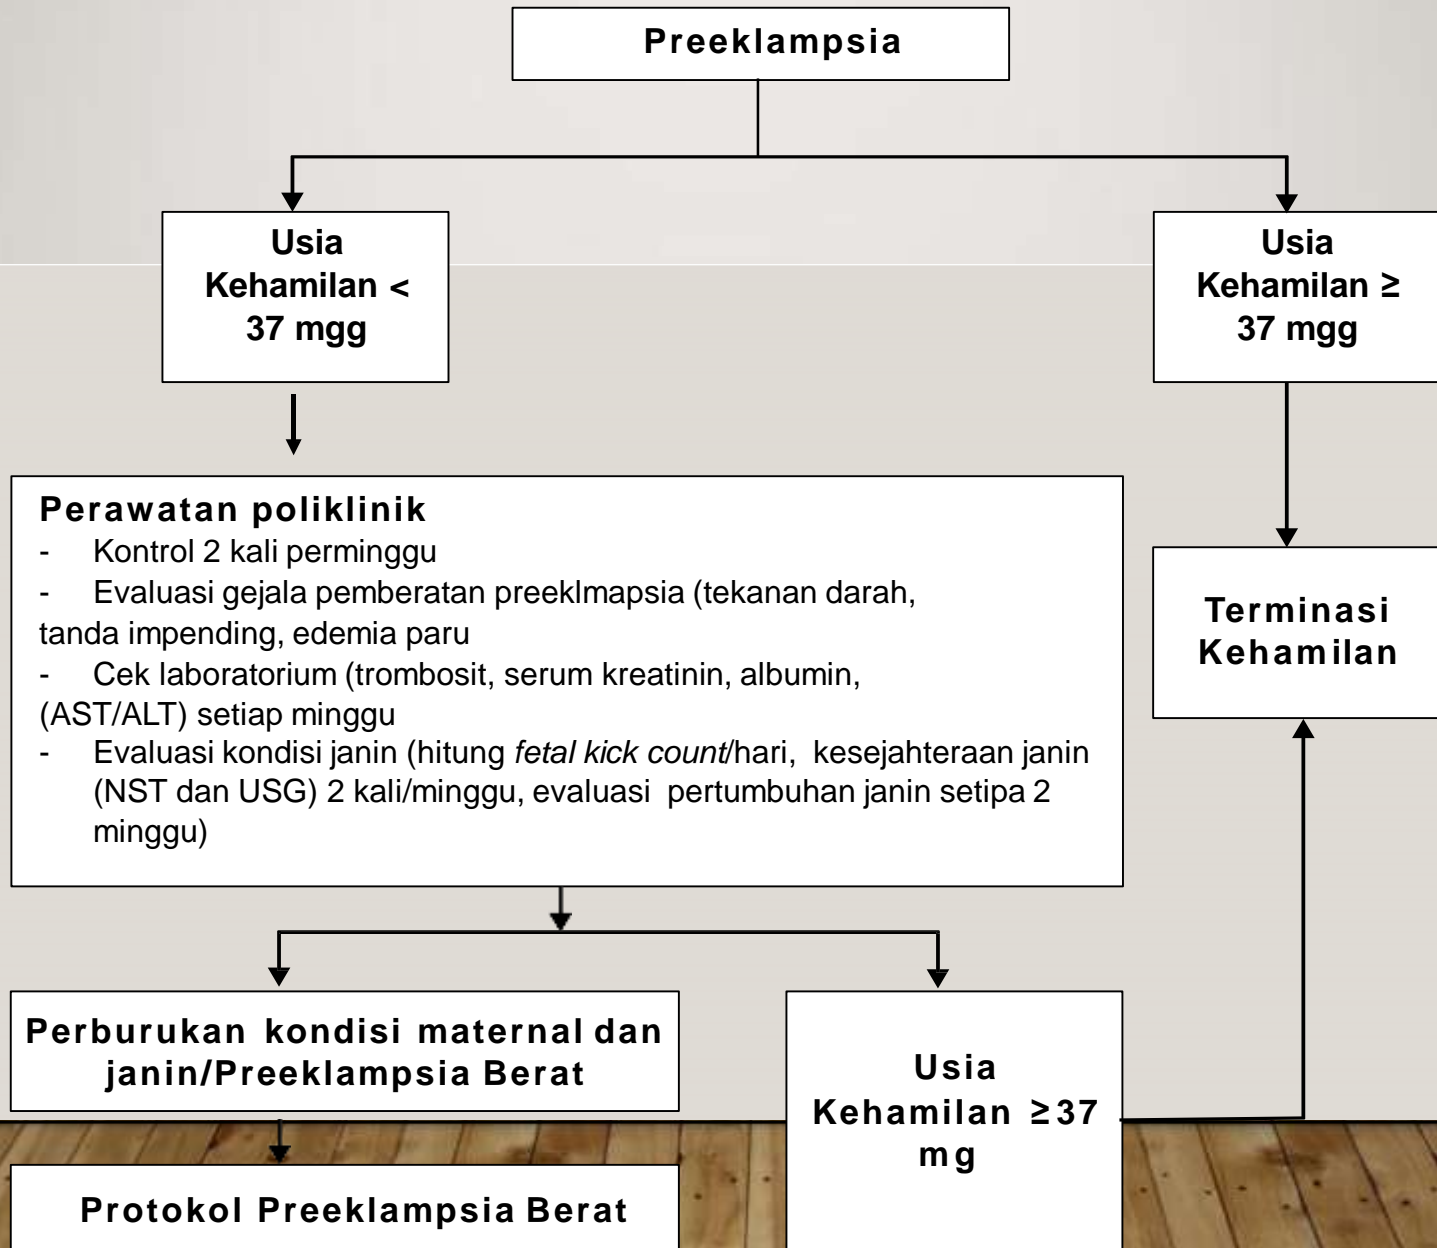 Preeklampsia
Usia
Kehamilan <
37 mgg
Usia
Kehamilan ≥
37 mgg
Perawatan poliklinik
- Kontrol 2 kali perminggu
- Evaluasi gejala pemberatan preeklmapsia (tekanan darah,
tanda impending, edemia paru
- Cek laboratorium (trombosit, serum kreatinin, albumin,
(AST/ALT) setiap minggu
- Evaluasi kondisi janin (hitung fetal kick count/hari, kesejahteraan janin
(NST dan USG) 2 kali/minggu, evaluasi pertumbuhan janin setipa 2
minggu)
Terminasi
Kehamilan
Perburukan kondisi maternal dan
janin/Preeklampsia Berat
Usia
Kehamilan ≥37
mg
Protokol Preeklampsia Berat